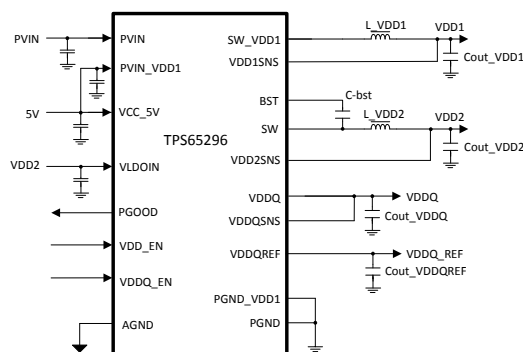 PVIN
PVIN
PVIN_VDD1
5V
VCC_5V
TPS65296
VDD2
VLDOIN
PGOOD
VDD_EN
VDDQ_EN
AGND
SW_VDD1
L_VDD1
VDD1
VDD1SNS
Cout_VDD1
BST
C-bst
SW
L_VDD2
VDD2
VDD2SNS
Cout_VDD2
VDDQ
VDDQ
VDDQSNS
Cout_VDDQ
VDDQREF
VDDQ_REF
Cout_VDDQREF
PGND_VDD1
PGND